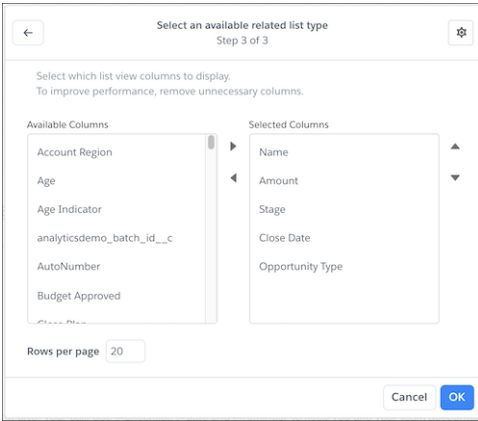 Select an available related list type
Step 3 of 3
Select which list view columns to display.
To improve performance, remove unnecessary columns.
Available Columns
Account Region
Age
Age Indicator
analyticsdemo_batch_id__c
AutoNumber
Budget Approved
Selected Columns
Name
Amount
Stage
Close Date
Opportunity Type
Rows per page 20
Cancel OK